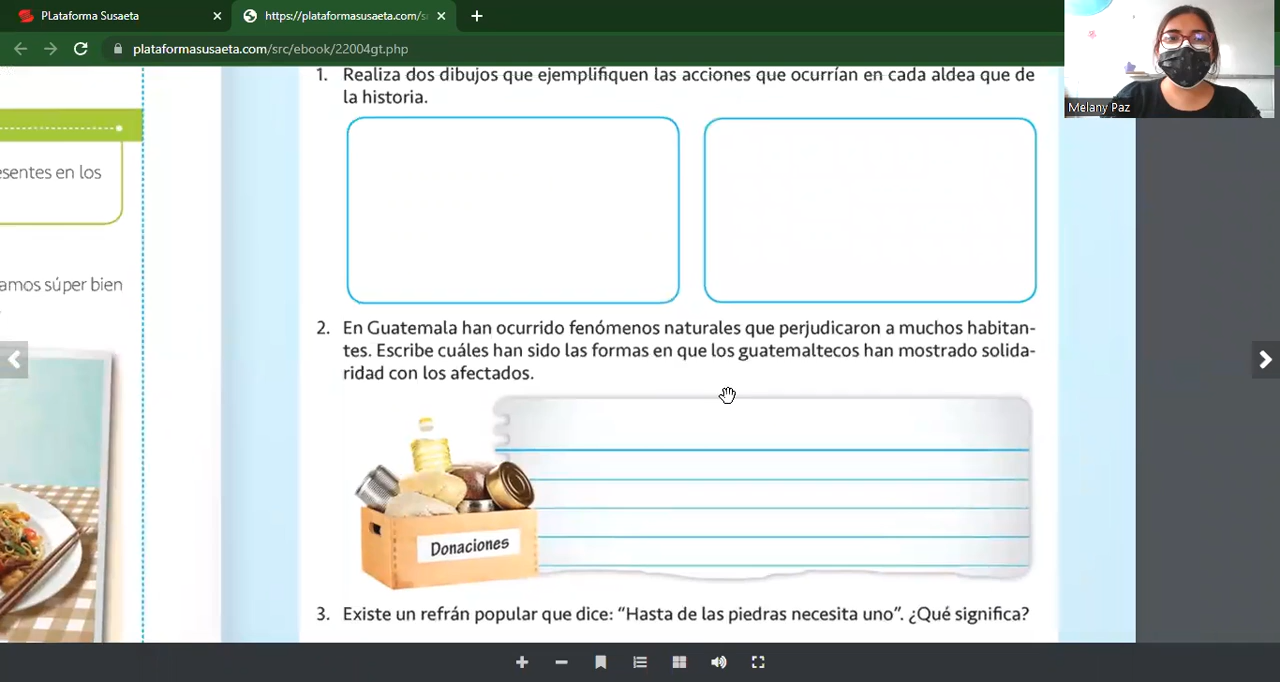 PLataforma Susaeta
https://plataformasusaeta.com/s
plataformasusaeta.com/src/ebook/22004gt.php
Melany Paz
esentes en los
amos súper bien
1. Realiza dos dibujos que ejemplifiquen las acciones que ocurrían en cada aldea que de
la historia.
2. En Guatemala han ocurrido fenómenos naturales que perjudicaron a muchos habitan-
tes. Escribe cuáles han sido las formas en que los guatemaltecos han mostrado solida-
ridad con los afectados.
Donaciones
3. Existe un refrán popular que dice: “Hasta de las piedras necesita uno”. ¿Qué significa?